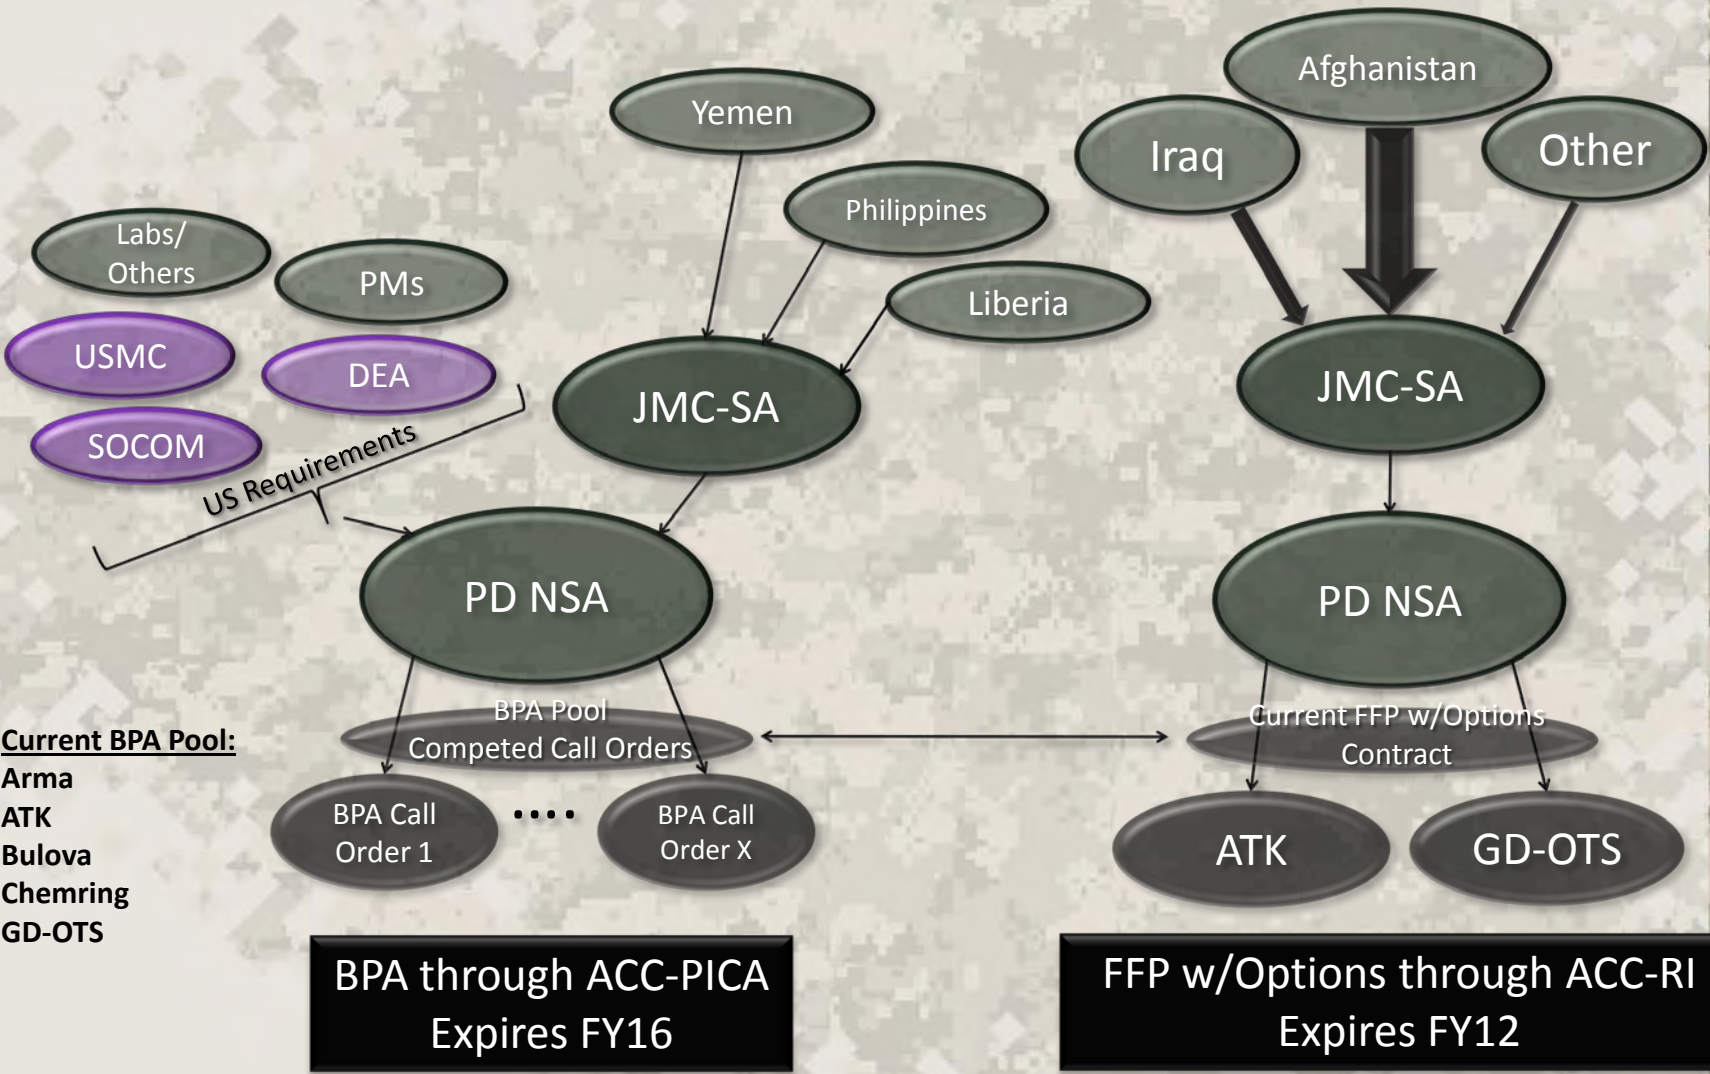 Afghanistan
Yemen
Iraq
Other
Philippines
Labs/
Others
PMs
Liberia
USMC
DEA
JMC-SA
JMC-SA
SOCOM
US Requirements
PD NSA
PD NSA
BPA Pool
Competed Call Orders
Current FFP w/Options
Contract
Current BPA Pool:
Arma
ATK
Bulova
Chemring
GD-OTS
BPA Call
Order 1
....
BPA Call
Order X
ATK
GD-OTS
BPA through ACC-PICA
Expires FY16
FFP w/Options through ACC-RI
Expires FY12